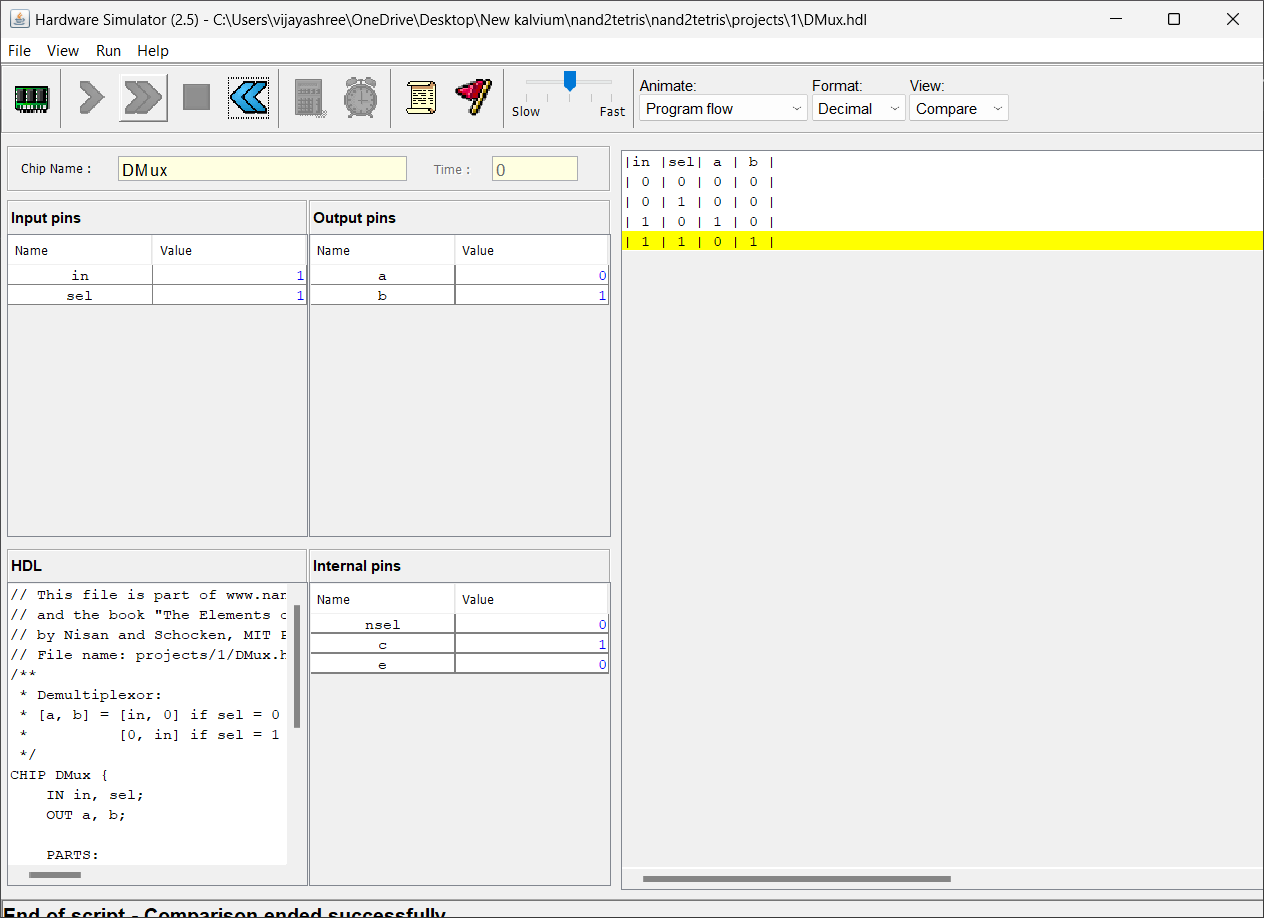 Hardware Simulator (2.5) - C:\Users\vijayashree\OneDrive\Desktop\New kalvium\nand2tetris\nand2tetris\projects\1\DMux.hdl
File View Run Help
Slow Fast
Animate: Format: View:
Program flow Decimal Compare
Chip Name : DMux Time : 0
Input pins
Name Value
in 1
sel 1
Output pins
Name Value
a 0
b 1
HDL
// This file is part of www.nan
// and the book "The Elements o
// by Nisan and Schocken, MIT P
// File name: projects/1/DMux.h
/**
* Demultiplexor:
* [a, b] = [in, 0] if sel = 0
* [0, in] if sel = 1
*/
CHIP DMux {
IN in, sel;
OUT a, b;
PARTS:
Internal pins
Name Value
nsel 0
c 1
e 0
|in |sel| a | b |
| 0 | 0 | 0 | 0 |
| 0 | 1 | 0 | 0 |
| 1 | 0 | 1 | 0 |
| 1 | 1 | 0 | 1 |
End of script - Comparison ended successfully